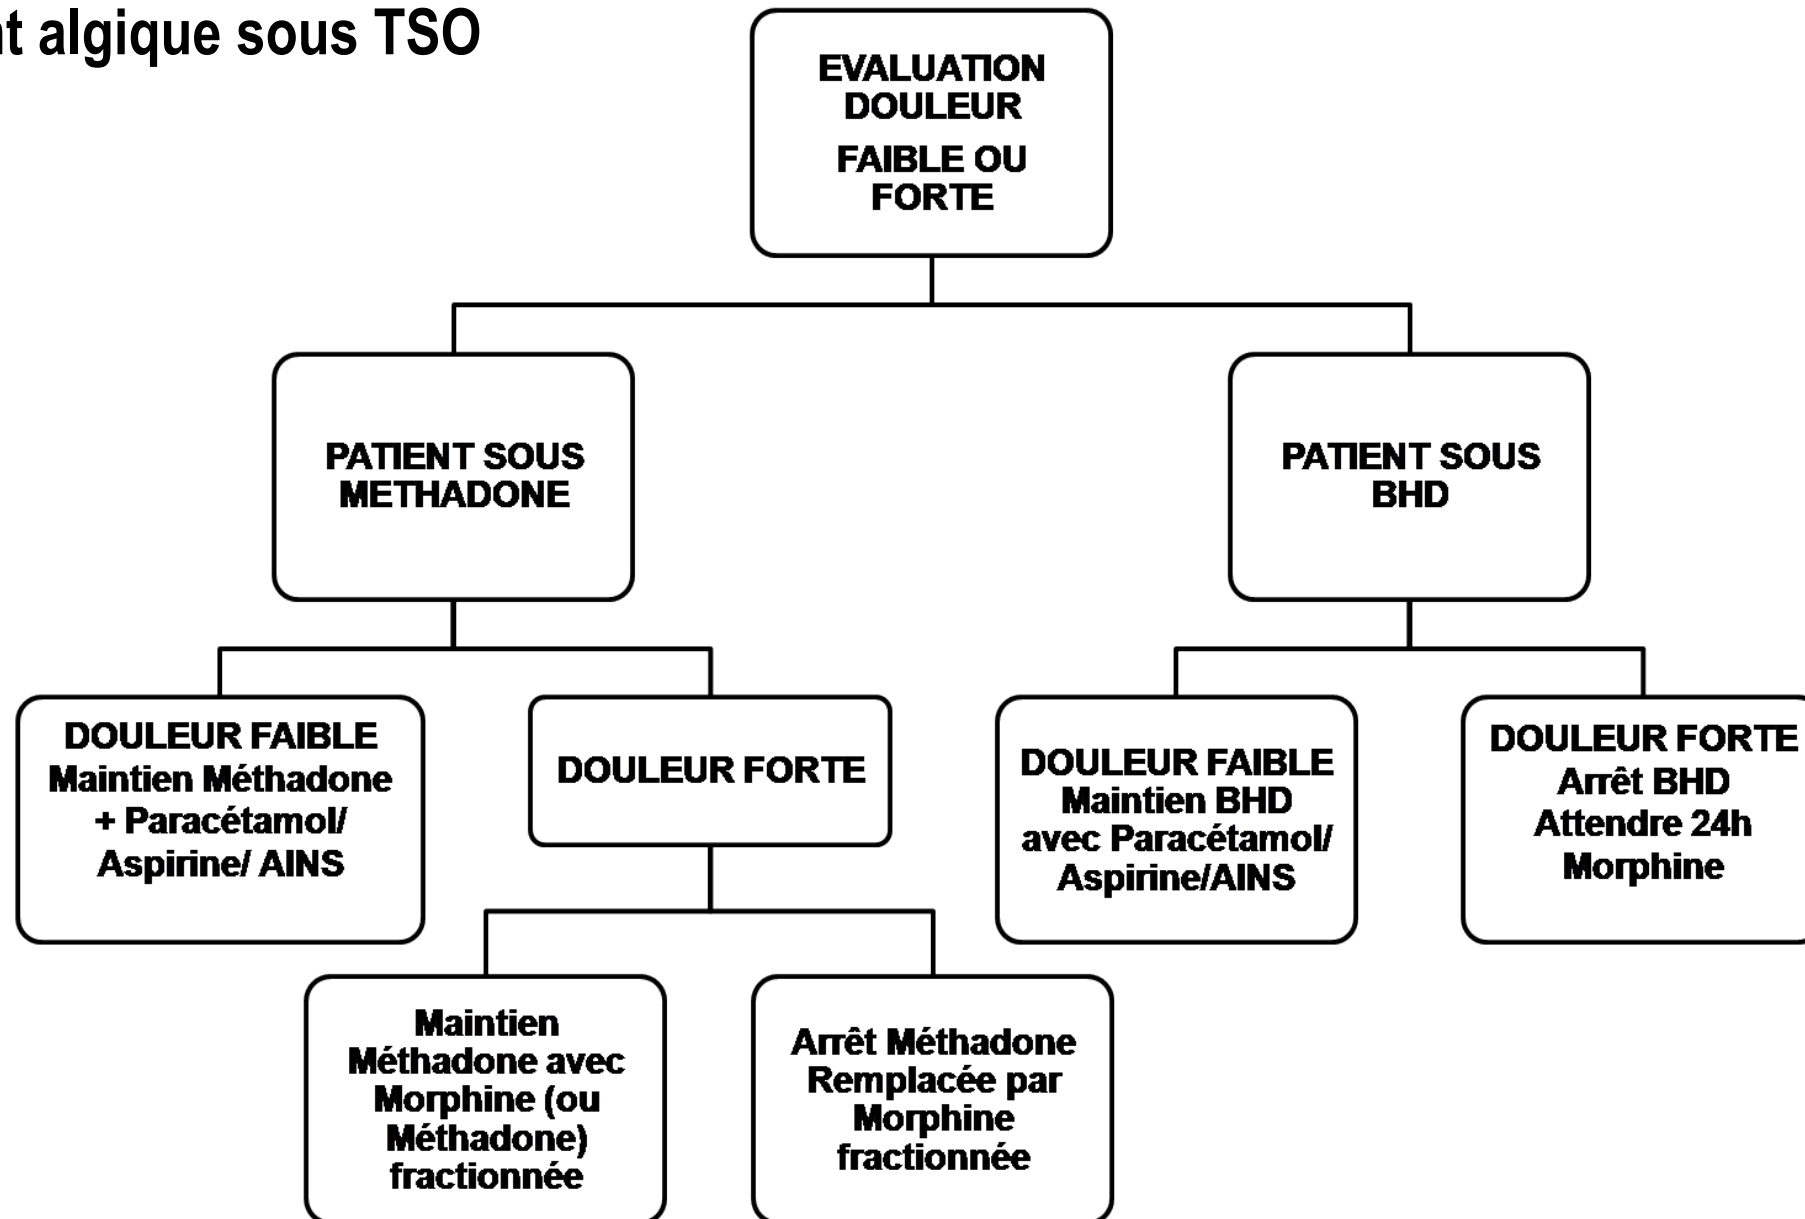 algique sous TSO
EVALUATION
DOULEUR
FAIBLE OU
FORTE
PATIENT SOUS
METHADONE
PATIENT SOUS
BHD
DOULEUR FAIBLE
Maintien Méthadone
+ Paracétamol/
Aspirine/ AINS
DOULEUR FORTE
DOULEUR FAIBLE
Maintien BHD
avec Paracétamol/
Aspirine/AINS
DOULEUR FORTE
Arrêt BHD
Attendre 24h
Morphine
Maintien
Méthadone avec
Morphine (ou
Méthadone)
fractionnée
Arrêt Méthadone
Remplacée par
Morphine
fractionnée